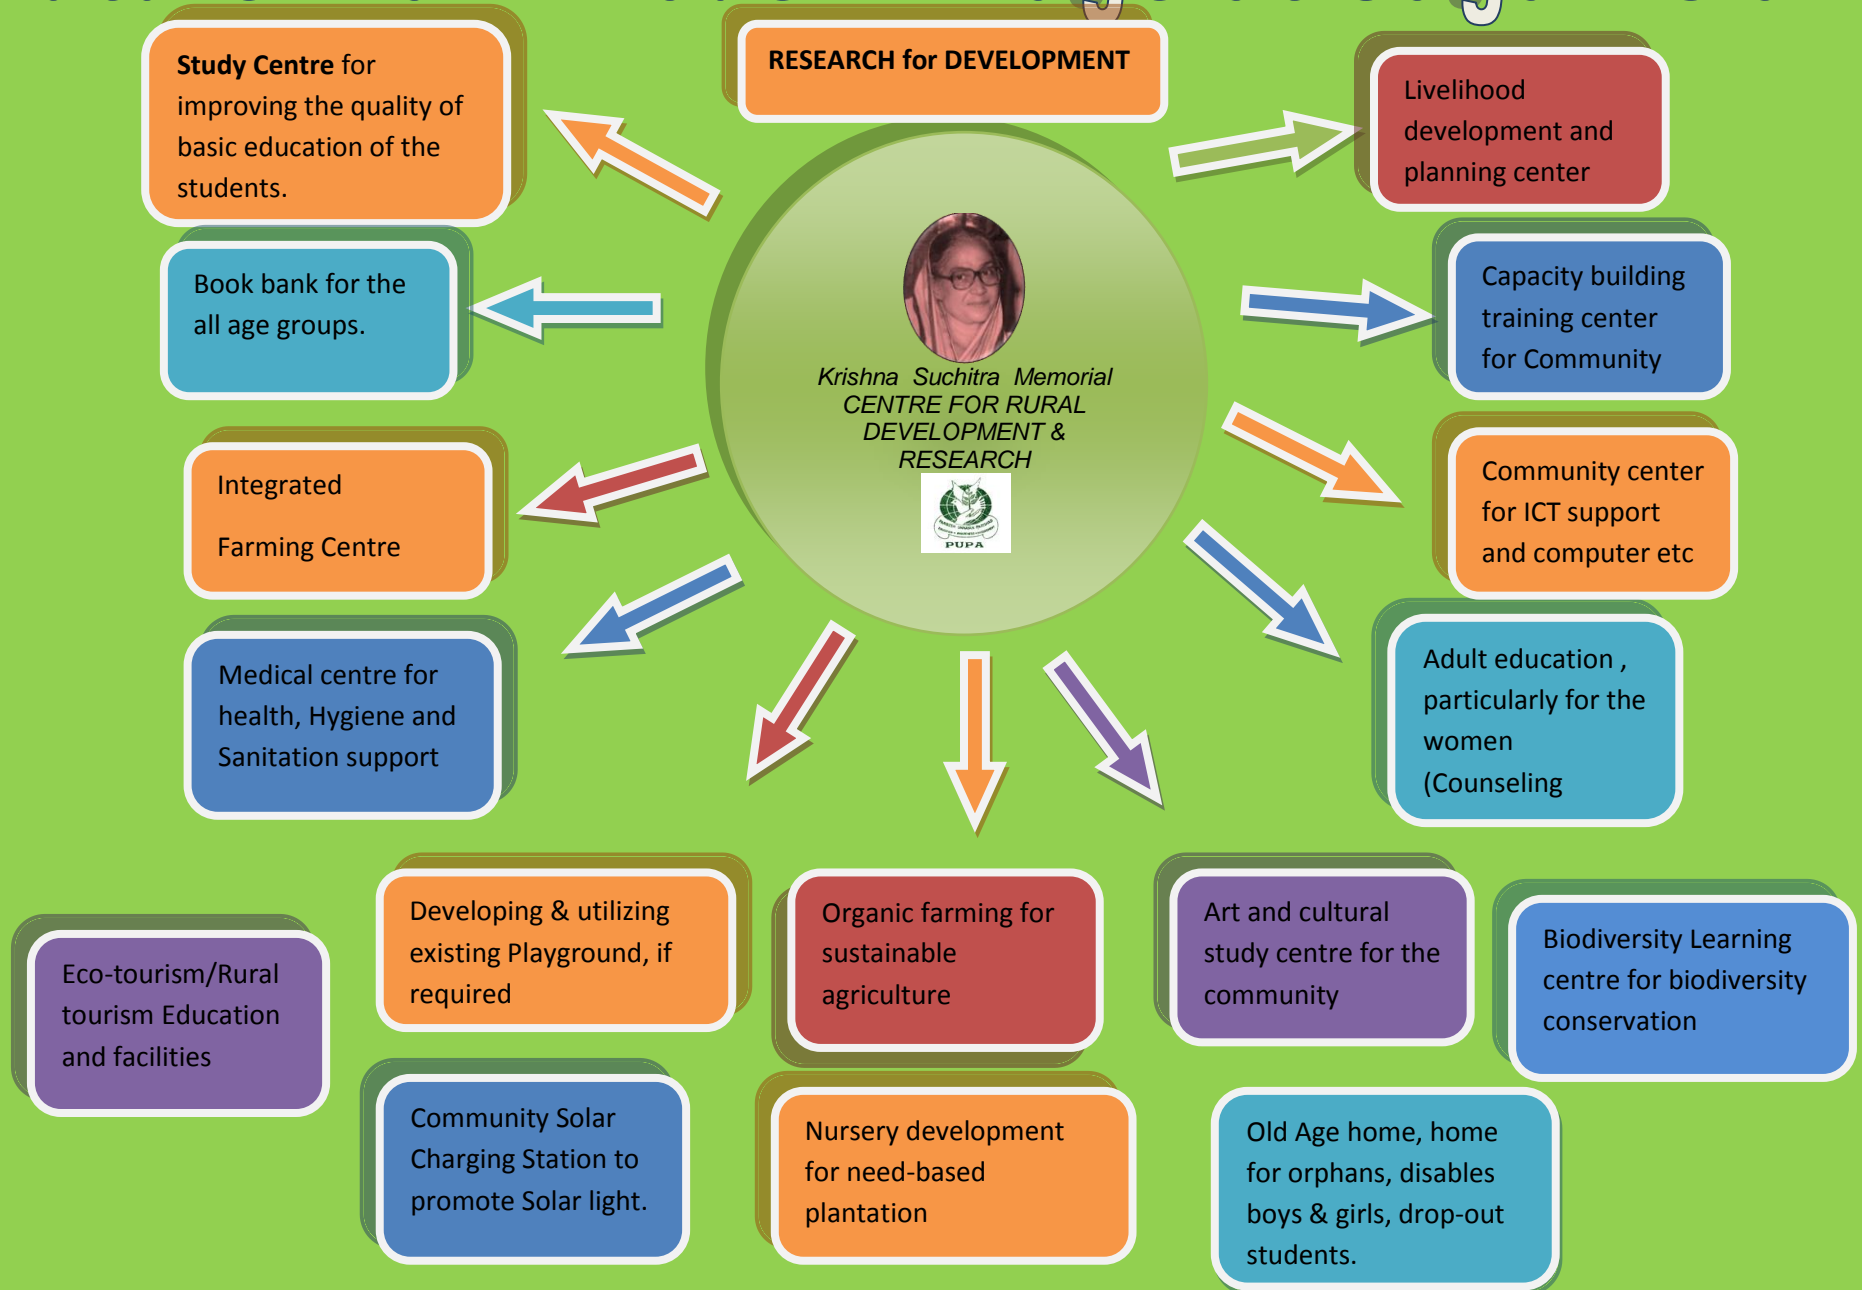 Study Centre for
improving the quality of
basic education of the
students.
RESEARCH for DEVELOPMENT
Livelihood
development and
planning center
Book bank for the
all age groups.
Krishna Suchitra Memorial
CENTRE FOR RURAL
DEVELOPMENT &
RESEARCH
PUPA
Capacity building
training center
for Community
Integrated
Farming Centre
Community center
for ICT support
and computer etc
Medical centre for
health, Hygiene and
Sanitation support
Adult education ,
particularly for the
women
(Counseling
Eco-tourism/Rural
tourism Education
and facilities
Developing & utilizing
existing Playground, if
required
Organic farming for
sustainable
agriculture
Art and cultural
study centre for the
community
Biodiversity Learning
centre for biodiversity
conservation
Community Solar
Charging Station to
promote Solar light.
Nursery development
for need-based
plantation
Old Age home, home
for orphans, disables
boys & girls, drop-out
students.